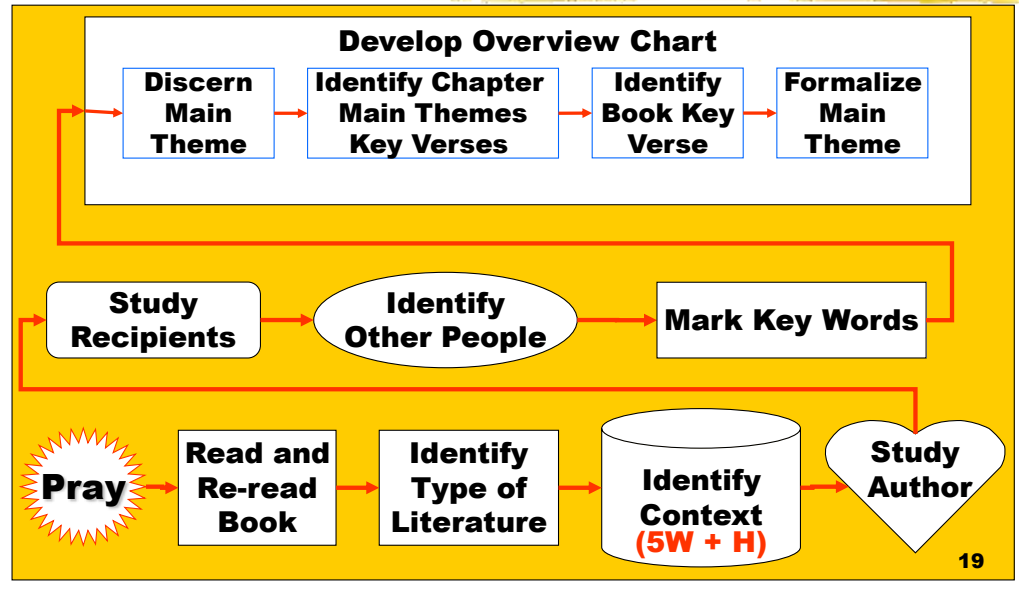 Develop Overview Chart
Discern
Main
Theme
Identify Chapter
Main Themes
Key Verses
Identify
Book Key
Verse
Formalize
Main
Theme
Study
Recipients
Identify
Other People
Mark Key Words
Pray
Read and
Re-read
Book
Identify
Type of
Literature
Identify
Context
(5W + H)
Study
Author
19